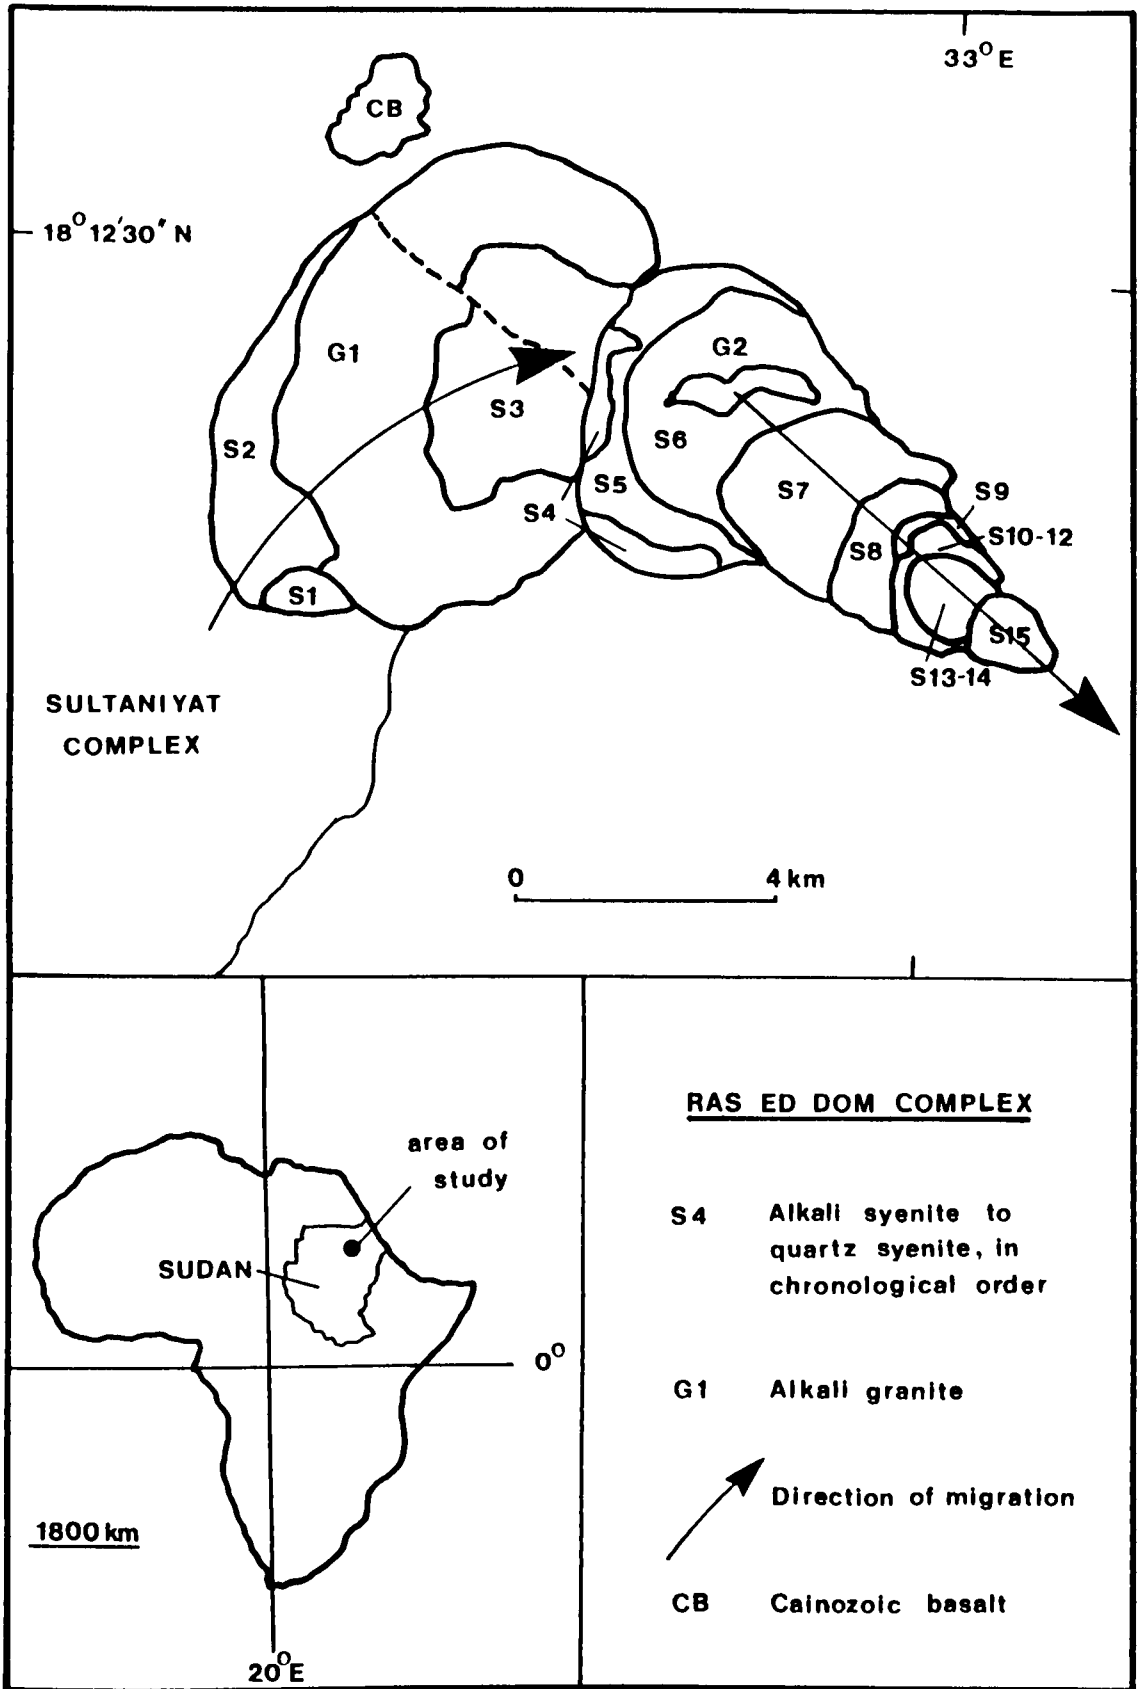 33°E
CB
18°12'30" N
G1
G2
S3
S2
S6
S5
S7
S4
S9
S10-12
S8
S1
S15
S13-14
SULTANIYAT
COMPLEX
0
4 km
area of
study
SUDAN
0°
1800 km
20°E
RAS ED DOM COMPLEX
S4 Alkali syenite to
quartz syenite, in
chronological order
G1 Alkali granite
Direction of migration
CB Cainozoic basalt